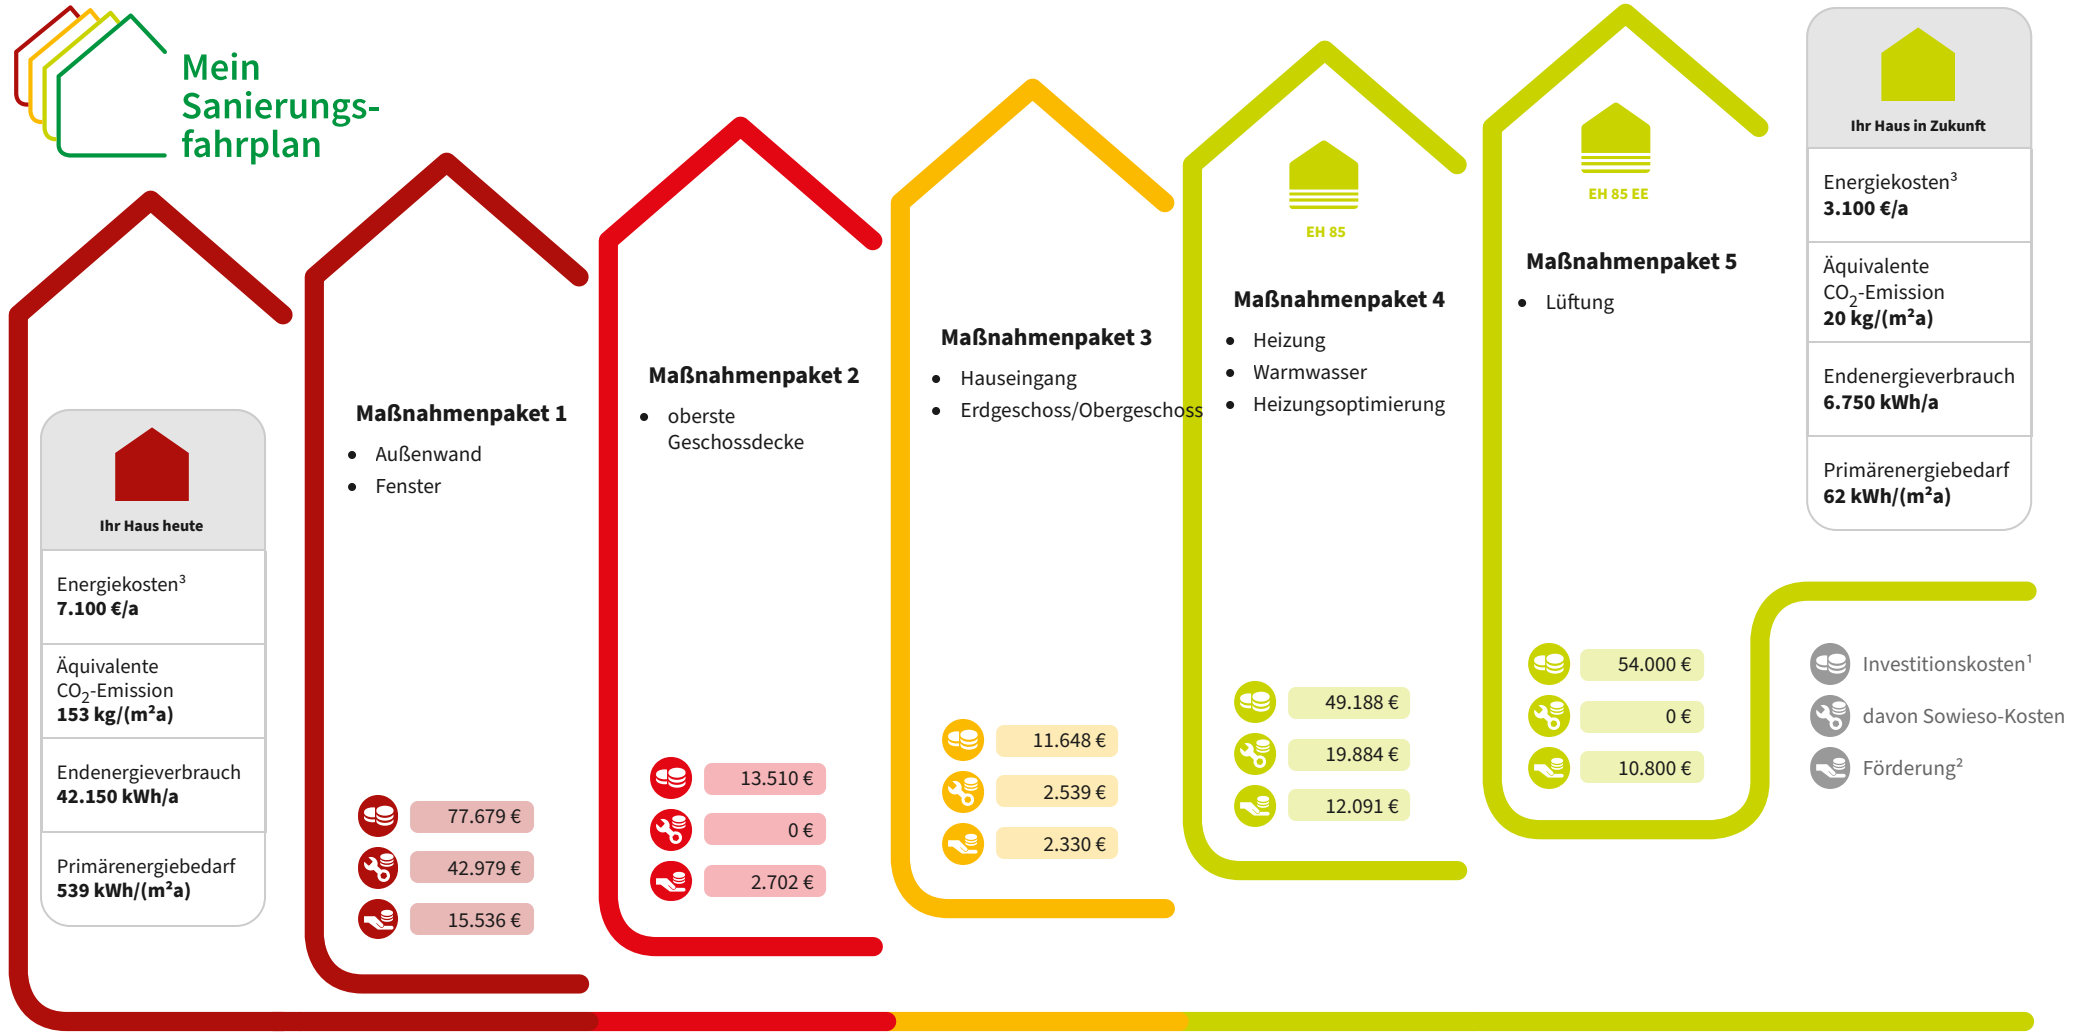 Mein
Sanierungs-
fahrplan
Ihr Haus heute
Energiekosten³
7.100 €/a
Äquivalente
CO₂-Emission
153 kg/(m²a)
Endenergieverbrauch
42.150 kWh/a
Primärenergiebedarf
539 kWh/(m²a)
Maßnahmenpaket 1
• Außenwand
• Fenster
77.679 €
42.979 €
15.536 €
Maßnahmenpaket 2
• oberste
Geschossdecke
13.510 €
0 €
2.702 €
Maßnahmenpaket 3
• Hauseingang
• Erdgeschoss/Obergeschoss
11.648 €
2.539 €
2.330 €
EH 85
Maßnahmenpaket 4
• Heizung
• Warmwasser
• Heizungsoptimierung
49.188 €
19.884 €
12.091 €
EH 85 EE
Maßnahmenpaket 5
• Lüftung
54.000 €
0 €
10.800 €
Ihr Haus in Zukunft
Energiekosten³
3.100 €/a
Äquivalente
CO₂-Emission
20 kg/(m²a)
Endenergieverbrauch
6.750 kWh/a
Primärenergiebedarf
62 kWh/(m²a)
Investitionskosten¹
davon Sowieso-Kosten
Förderung²